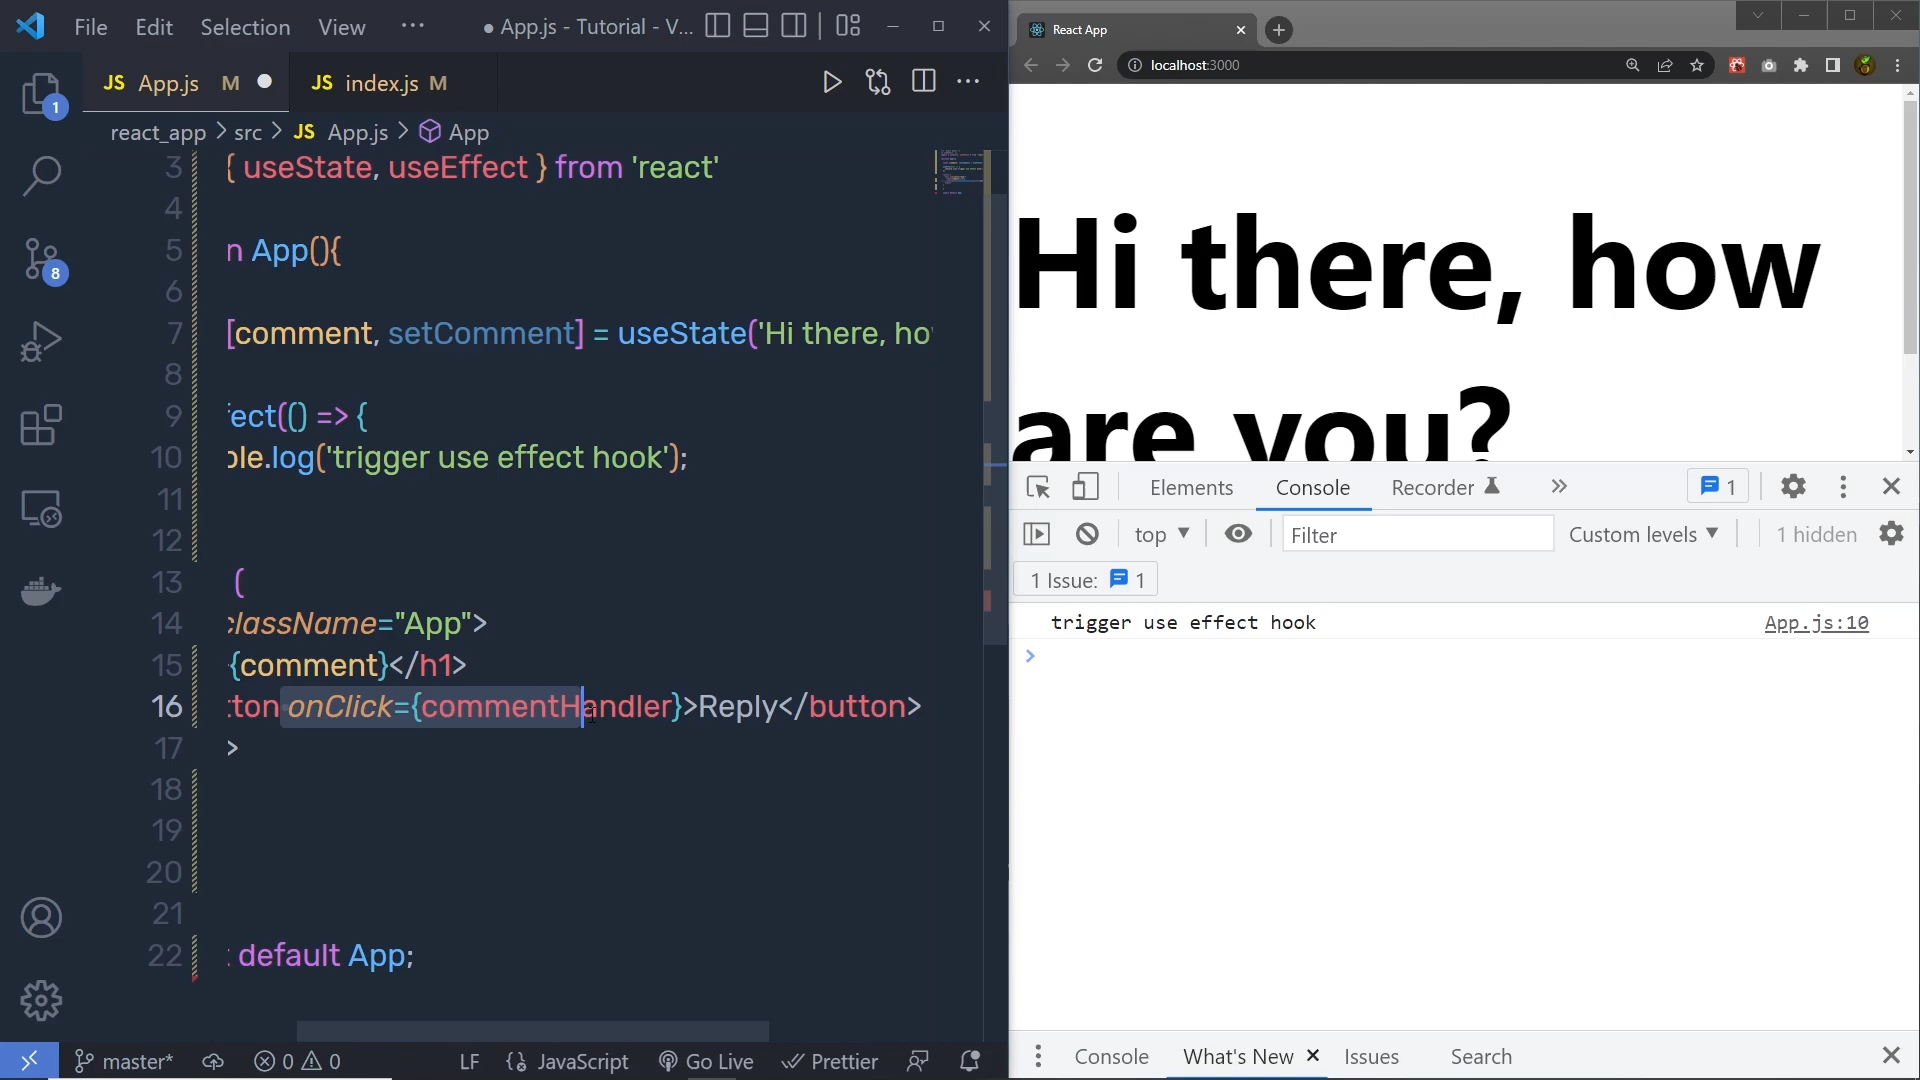 File Edit Selection View ··· ● App.js - Tutorial - V...
JS App.js M ● JS index.js M
react_app > src > JS App.js > App
3 { useState, useEffect } from 'react'
4
5 n App(){
6
7 [comment, setComment] = useState('Hi there, ho
8
9 fect(() => {
10 ole.log('trigger use effect hook');
11
12
13 (
14 className="App">
15 {comment}</h1>
16 tton onClick={commentHandler}>Reply</button>
17 >
18
19
20
21
22 t default App;
1
8
master* 0 0 LF {} JavaScript Go Live Prettier
React App
localhost:3000
Hi there, how
are you?
Elements Console Recorder 1
top Filter Custom levels 1 hidden
1 Issue: 1
trigger use effect hook App.js:10
Console What's New Issues Search